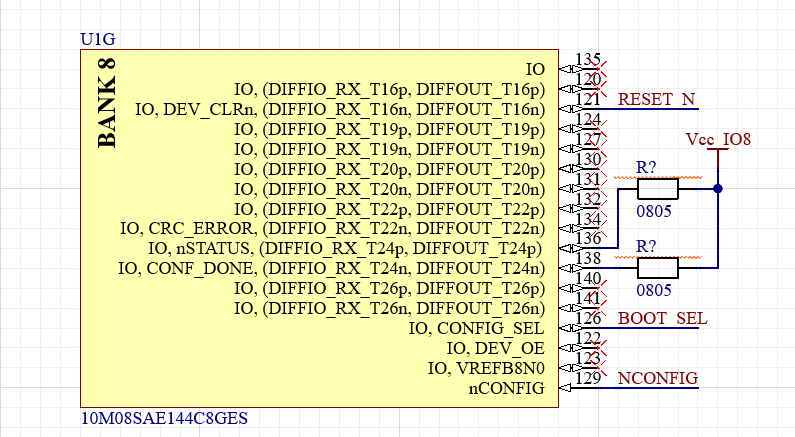 U1G
BANK 8
IO 135
IO, (DIFFIO_RX_T16p, DIFFOUT_T16p) 120
IO, DEV_CLRn, (DIFFIO_RX_T16n, DIFFOUT_T16n) 121 RESET_N
IO, (DIFFIO_RX_T19p, DIFFOUT_T19p) 124
IO, (DIFFIO_RX_T19n, DIFFOUT_T19n) 127
Vcc_IO8
IO, (DIFFIO_RX_T20p, DIFFOUT_T20p) 130 R?
IO, (DIFFIO_RX_T20n, DIFFOUT_T20n) 131
IO, (DIFFIO_RX_T22p, DIFFOUT_T22p) 132 0805
IO, CRC_ERROR, (DIFFIO_RX_T22n, DIFFOUT_T22n) 134
IO, nSTATUS, (DIFFIO_RX_T24p, DIFFOUT_T24p) 136 R?
IO, CONF_DONE, (DIFFIO_RX_T24n, DIFFOUT_T24n) 138
IO, (DIFFIO_RX_T26p, DIFFOUT_T26p) 140 0805
IO, (DIFFIO_RX_T26n, DIFFOUT_T26n) 141
IO, CONFIG_SEL 126 BOOT_SEL
IO, DEV_OE 122
IO, VREFB8N0 123
nCONFIG 129 NCONFIG
10M08SAE144C8GES